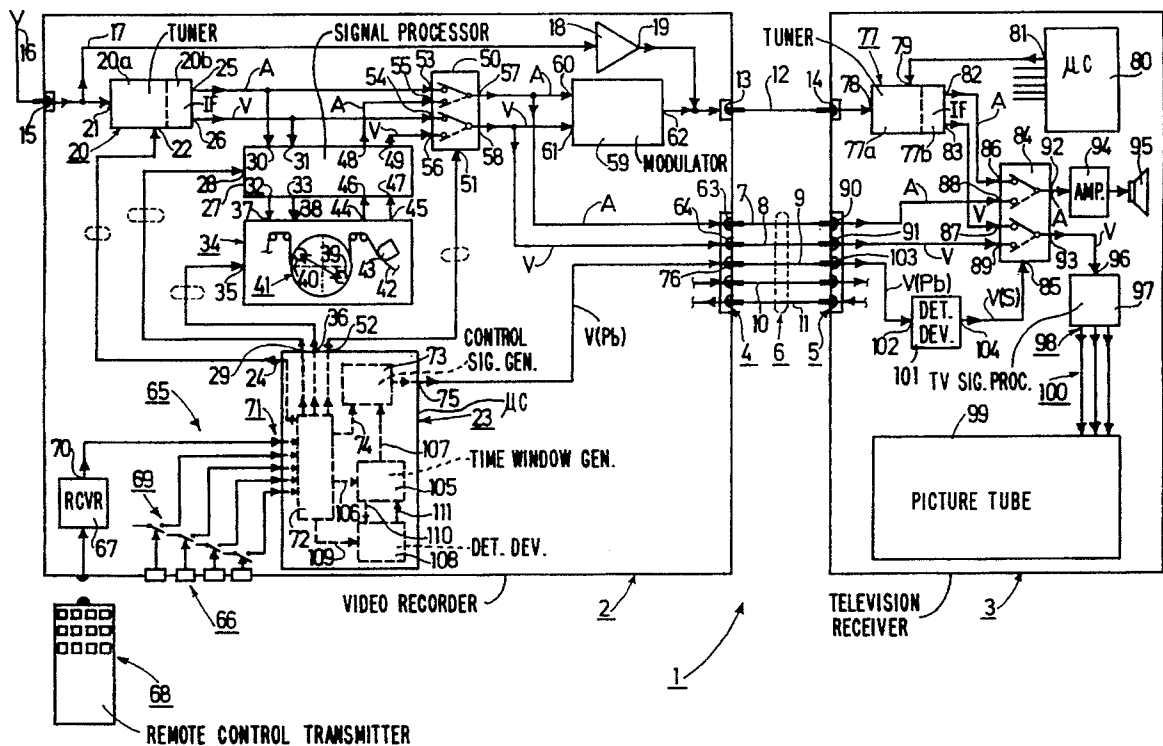 16 17 18 19
20a TUNER 20b SIGNAL PROCESSOR
25 A 53 50
54 55 57 60 13 12 14
IF V A V A V
15 21 20 22 26
30 31 48 49 56 58 61 62
51 59 MODULATOR
28 27 32 33 46 47
37 38 44 45
34 39 40 41 43 42
35
63 7 8 9 90
64 91
76 103
A V V(Pb) 10 11
4 6 5
36 52
29 24
CONTROL
SIG. GEN.
73 75
μC
23
65 71 74 107
TIME WINDOW GEN.
105
70 69 106 111
RCVR
67 72 109 110
DET. DEV.
108
66
VIDEO RECORDER 2
1
68
REMOTE CONTROL TRANSMITTER
TUNER 77 79 81
μC
80
78 82
IF A
77a 77b 83
84 92 94 95
86 88 AMP.
A V A V
87 89 93 96
85 97
V(Pb) V(S)
DET.
DEV.
102 104
101
TV SIG. PROC. 98
100
99
PICTURE TUBE
TELEVISION
RECEIVER
3